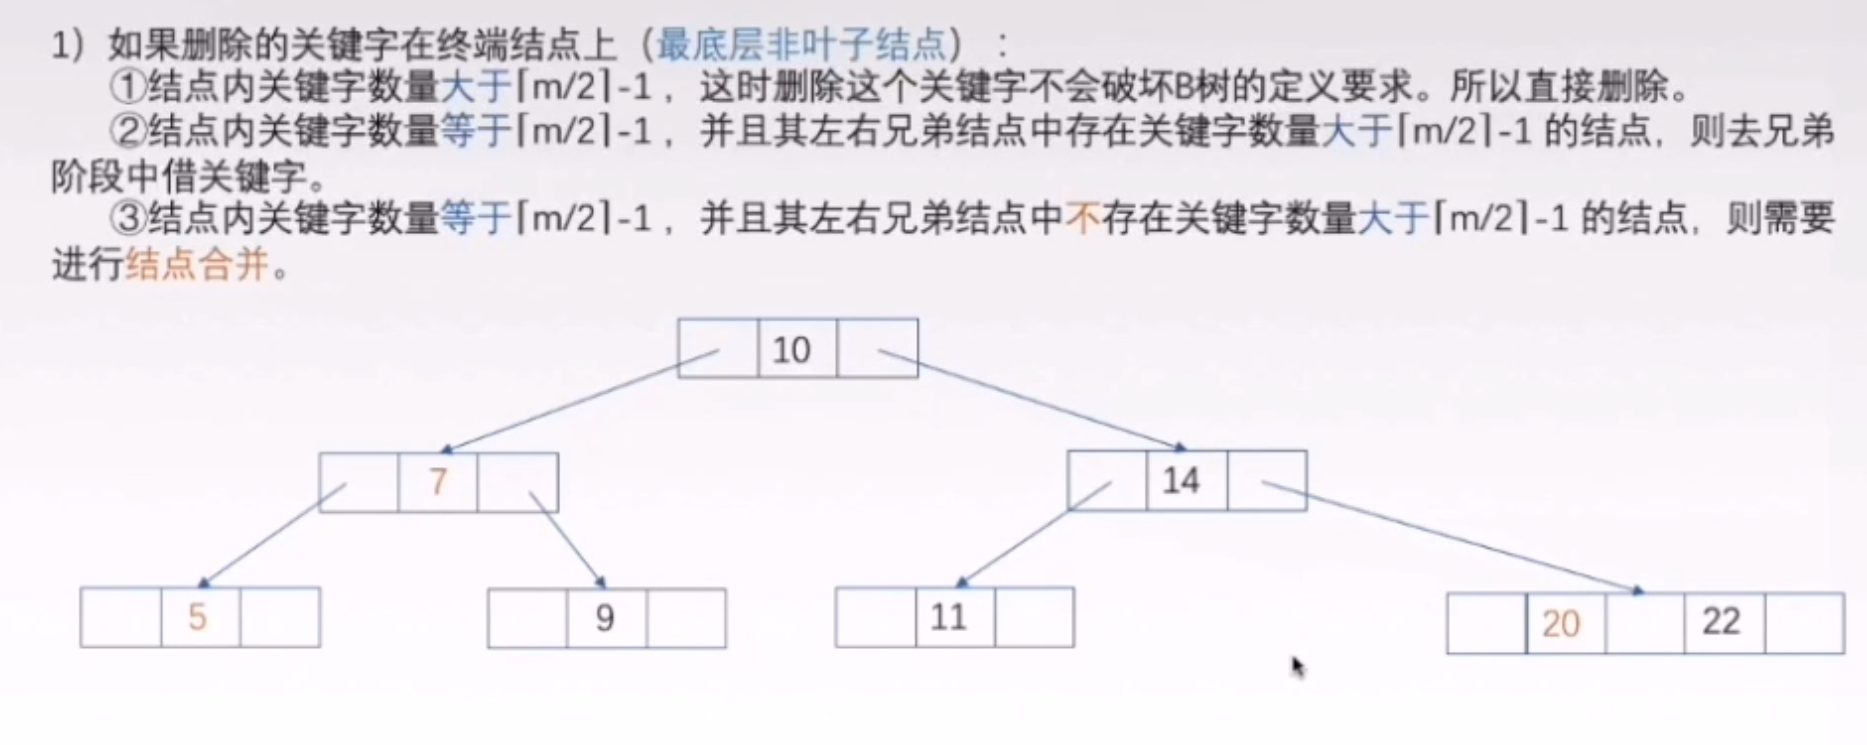 1）如果删除的关键字在终端结点上（最底层非叶子结点）：
①结点内关键字数量大于⌈m/2⌉-1，这时删除这个关键字不会破坏B树的定义要求。所以直接删除。
②结点内关键字数量等于⌈m/2⌉-1，并且其左右兄弟结点中存在关键字数量大于⌈m/2⌉-1 的结点，则去兄弟
阶段中借关键字。
③结点内关键字数量等于⌈m/2⌉-1，并且其左右兄弟结点中不存在关键字数量大于⌈m/2⌉-1 的结点，则需要
进行结点合并。
10
7 14
5 9 11 20 22